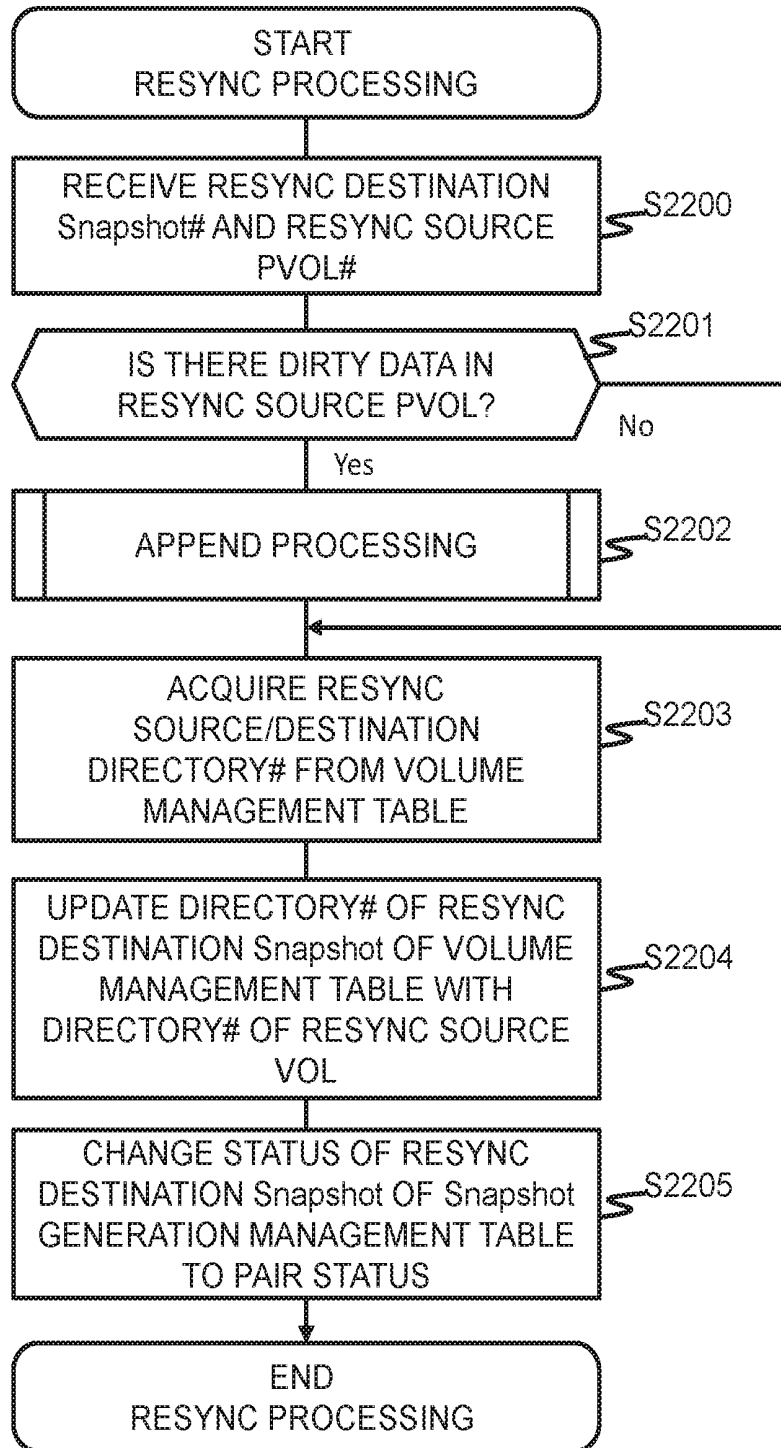 START
RESYNC PROCESSING
RECEIVE RESYNC DESTINATION
Snapshot# AND RESYNC SOURCE
PVOL#
S2200
S2201
IS THERE DIRTY DATA IN
RESYNC SOURCE PVOL?
No
Yes
APPEND PROCESSING
S2202
ACQUIRE RESYNC
SOURCE/DESTINATION
DIRECTORY# FROM VOLUME
MANAGEMENT TABLE
S2203
UPDATE DIRECTORY# OF RESYNC
DESTINATION Snapshot OF VOLUME
MANAGEMENT TABLE WITH
DIRECTORY# OF RESYNC SOURCE
VOL
S2204
CHANGE STATUS OF RESYNC
DESTINATION Snapshot OF Snapshot
GENERATION MANAGEMENT TABLE
TO PAIR STATUS
S2205
END
RESYNC PROCESSING